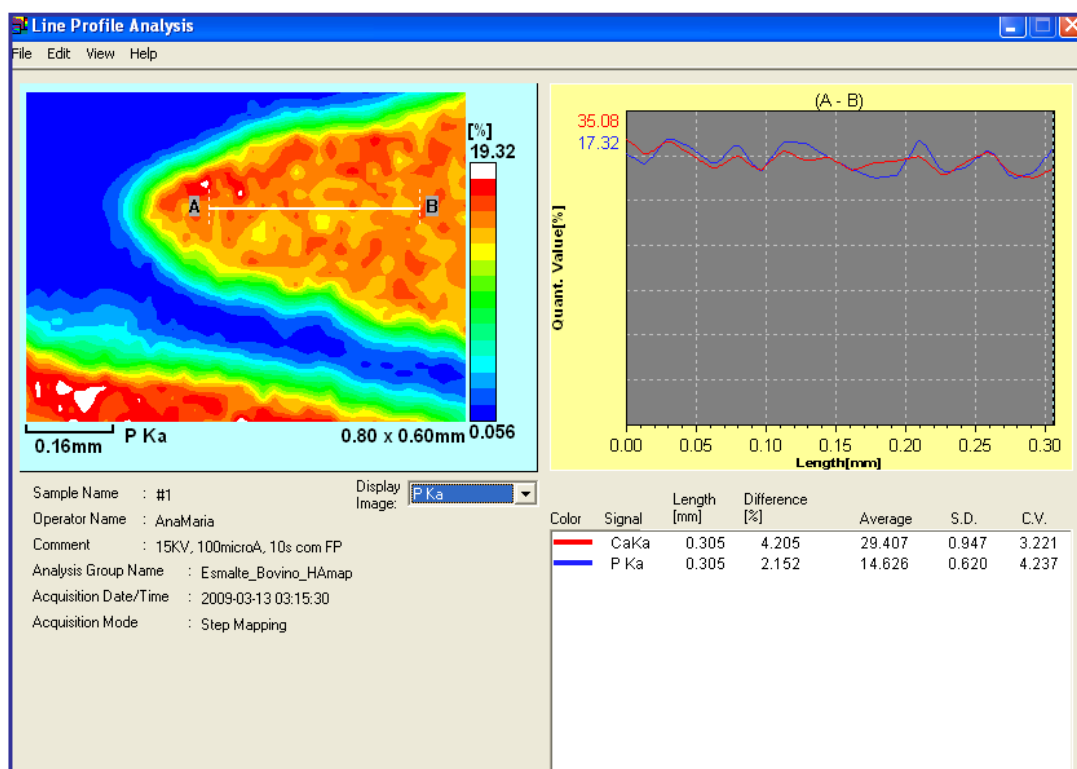 Line Profile Analysis
File Edit View Help
[%]
19.32
A B
0.16mm P Ka 0.80 x 0.60mm 0.056
(A - B)
35.08
17.32
Quant. Value[%]
0.00 0.05 0.10 0.15 0.20 0.25 0.30
Length[mm]
Display
Image: P Ka
Sample Name : #1
Operator Name : AnaMaria
Comment : 15KV, 100microA, 10s com FP
Analysis Group Name : Esmalte_Bovino_HAmap
Acquisition Date/Time : 2009-03-13 03:15:30
Acquisition Mode : Step Mapping
Color Signal Length [mm] Difference [%] Average S.D. C.V.
CaKa 0.305 4.205 29.407 0.947 3.221
P Ka 0.305 2.152 14.626 0.620 4.237